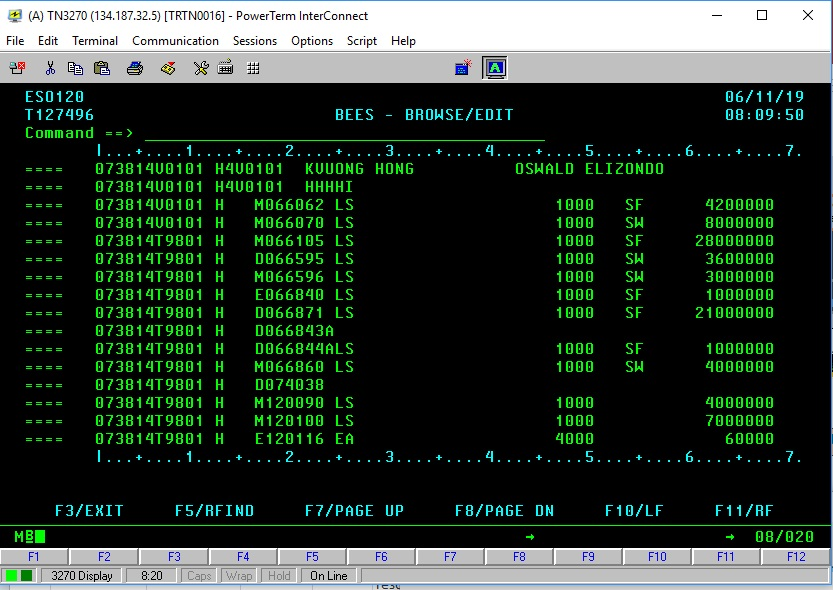 (A) TN3270 (134.187.32.5) [TRTN0016] - PowerTerm InterConnect
File Edit Terminal Communication Sessions Options Script Help
ESO120 06/11/19
T127496 BEES - BROWSE/EDIT 08:09:50
Command ==>
|...+....1....+....2....+....3....+....4....+....5....+....6....+....7.
==== 073814V0101 H4V0101 KVUONG HONG OSWALD ELIZONDO
==== 073814V0101 H4V0101 HHHHI
==== 073814V0101 H M066062 LS 1000 SF 4200000
==== 073814V0101 H M066070 LS 1000 SW 8000000
==== 073814T9801 H M066105 LS 1000 SF 28000000
==== 073814T9801 H D066595 LS 1000 SW 3600000
==== 073814T9801 H M066596 LS 1000 SW 3000000
==== 073814T9801 H E066840 LS 1000 SF 1000000
==== 073814T9801 H D066871 LS 1000 SF 21000000
==== 073814T9801 H D066843A
==== 073814T9801 H D066844ALS 1000 SF 1000000
==== 073814T9801 H M066860 LS 1000 SW 4000000
==== 073814T9801 H D074038
==== 073814T9801 H M120090 LS 1000 4000000
==== 073814T9801 H M120100 LS 1000 7000000
==== 073814T9801 H E120116 EA 4000 60000
|...+....1....+....2....+....3....+....4....+....5....+....6....+....7.
F3/EXIT F5/RFIND F7/PAGE UP F8/PAGE DN F10/LF F11/RF
MB → → 08/020
F1 F2 F3 F4 F5 F6 F7 F8 F9 F10 F11 F12
3270 Display 8:20 Caps Wrap Hold On Line